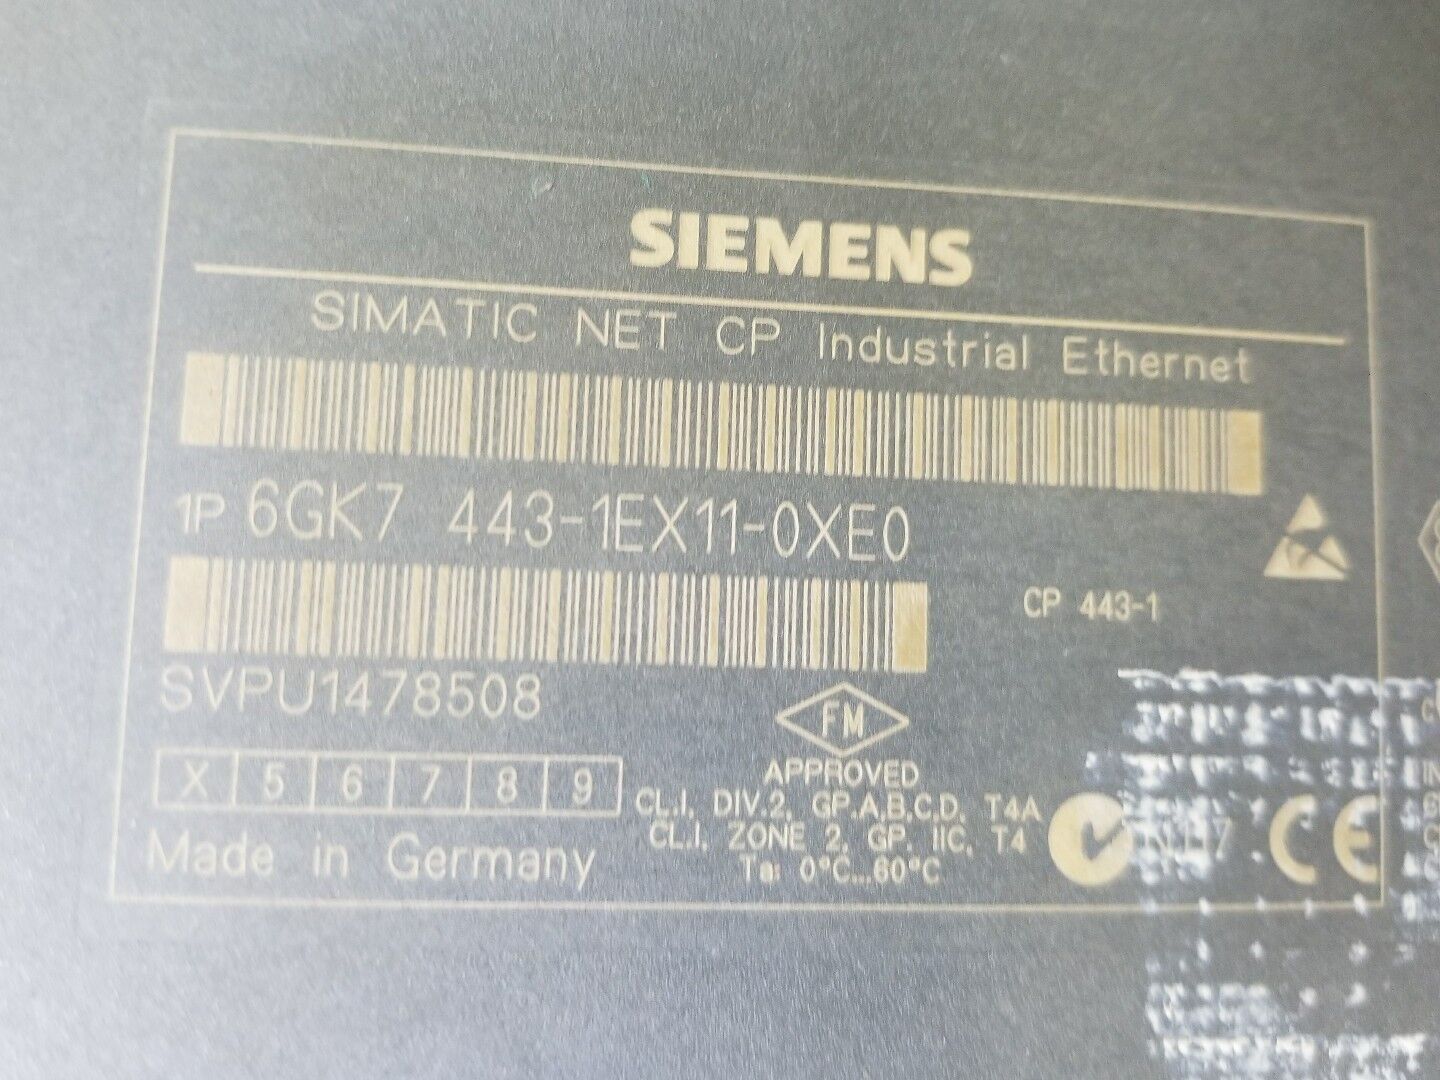 SIEMENS
SIMATIC NET CP Industrial Ethernet
1P 6GK7 443-1EX11-0XE0
CP 443-1
SVPU1478508
FM
APPROVED
X 5 6 7 8 9
CL.I, DIV.2, GP.A,B,C,D, T4A
CL.I, ZONE 2, GP. IIC, T4
Ta: 0°C...60°C
Made in Germany
N117
CE